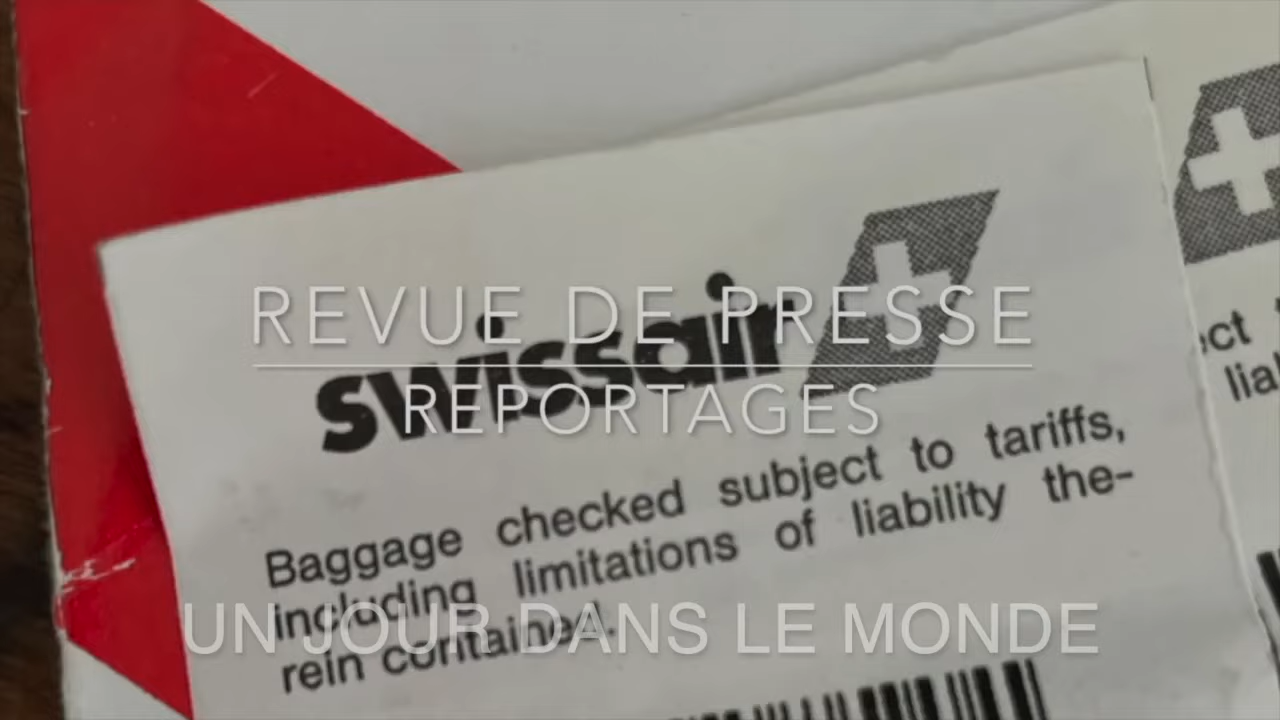 REVUE DE PRESSE
swissair
REPORTAGES
Baggage checked subject to tariffs,
including limitations of liability the-
rein contained.
UN JOUR DANS LE MONDE
ct
lia